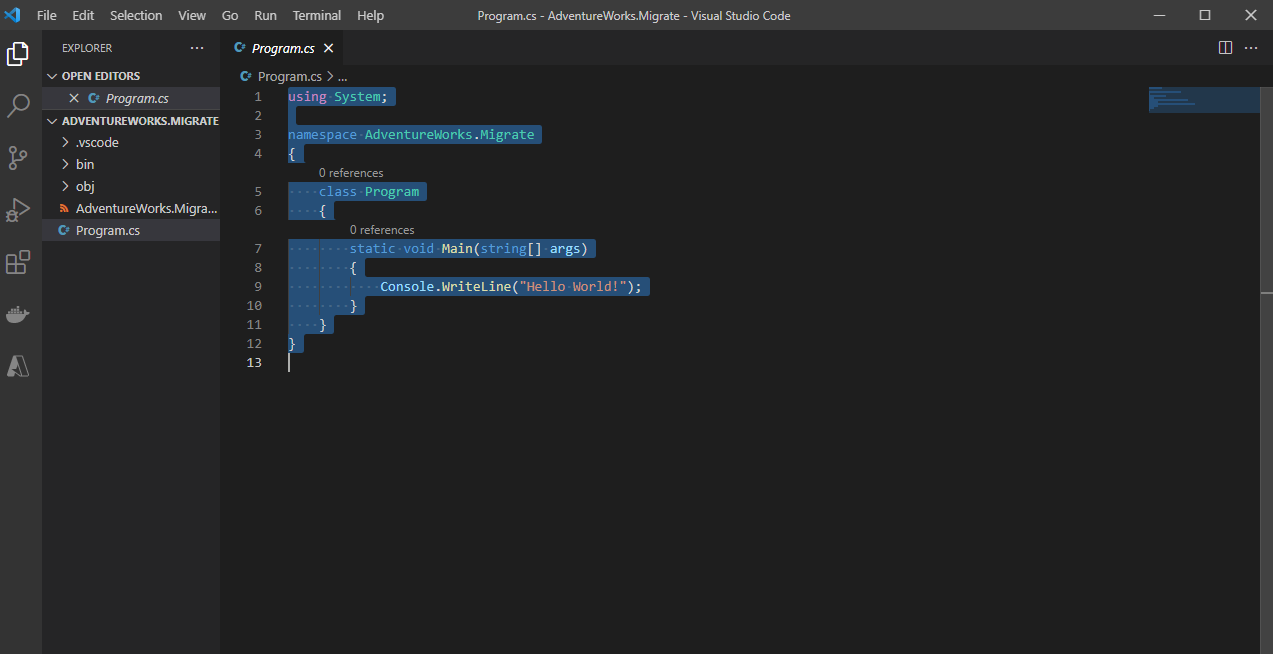 File Edit Selection View Go Run Terminal Help Program.cs - AdventureWorks.Migrate - Visual Studio Code
EXPLORER
OPEN EDITORS
Program.cs
ADVENTUREWORKS.MIGRATE
.vscode
bin
obj
AdventureWorks.Migra...
C# Program.cs
C# Program.cs
C# Program.cs > ...
1 using System;
2
3 namespace AdventureWorks.Migrate
4 {
0 references
5 class Program
6 {
0 references
7 static void Main(string[] args)
8 {
9 Console.WriteLine("Hello World!");
10 }
11 }
12 }
13